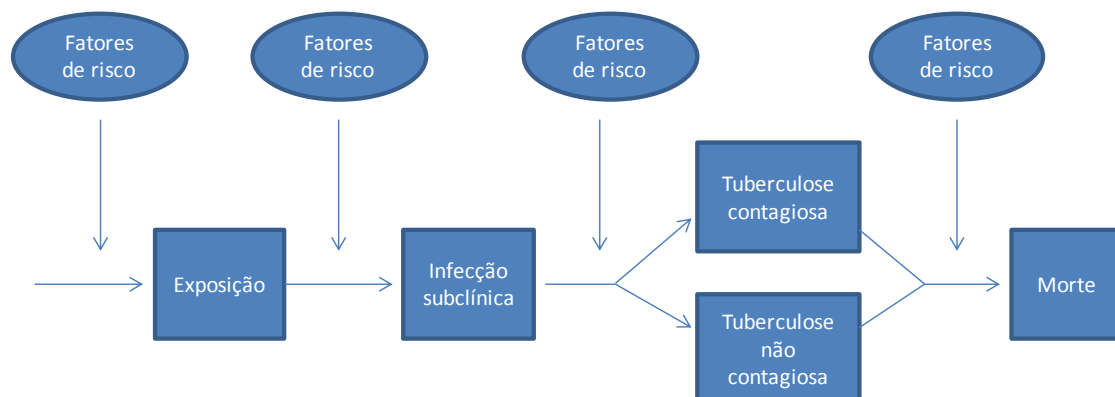 Fatores
de risco
Fatores
de risco
Fatores
de risco
Fatores
de risco
Exposição
Infecção
subclínica
Tuberculose
contagiosa
Tuberculose
não
contagiosa
Morte